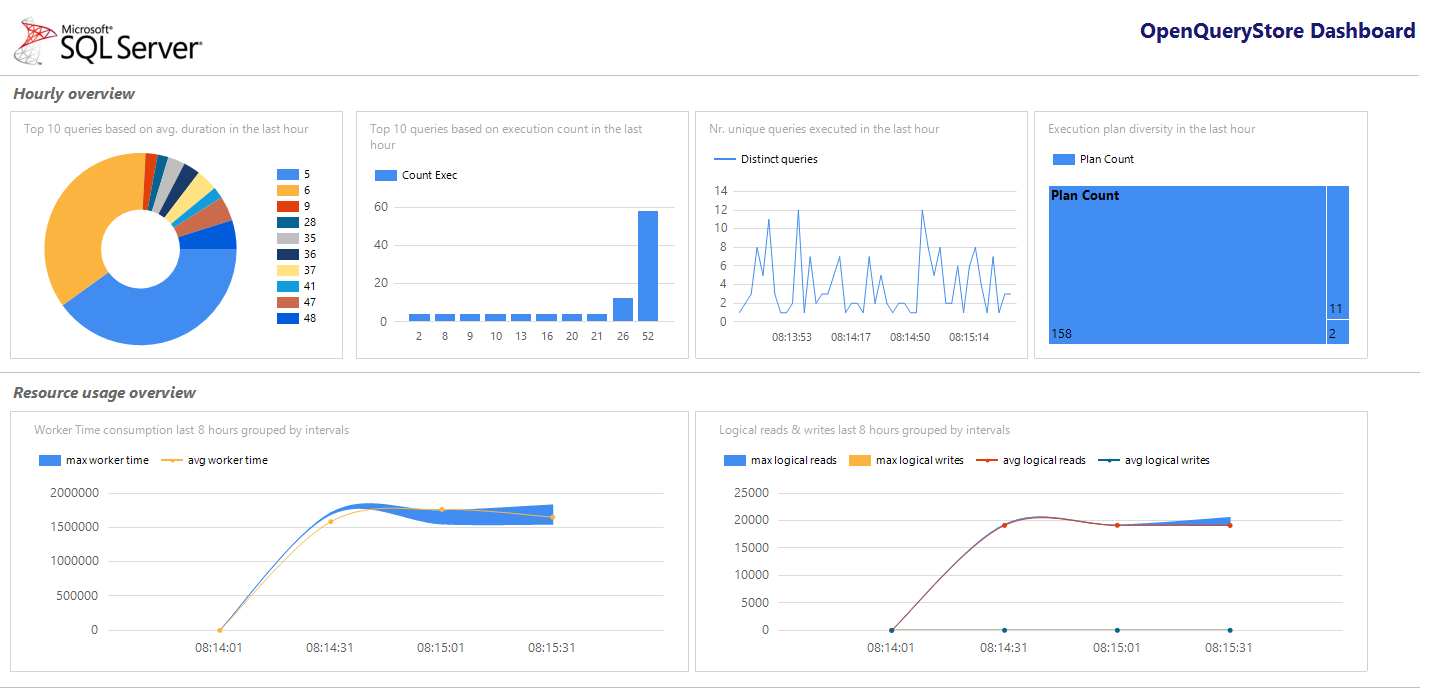 Microsoft®
SQL Server®
OpenQueryStore Dashboard
Hourly overview
Top 10 queries based on avg. duration in the last hour
5
6
9
28
35
36
37
41
47
48
Top 10 queries based on execution count in the last
hour
Count Exec
60
40
20
0
2 8 9 10 13 16 20 21 26 52
Nr. unique queries executed in the last hour
Distinct queries
14
12
10
8
6
4
2
0
08:13:53 08:14:17 08:14:50 08:15:14
Execution plan diversity in the last hour
Plan Count
Plan Count
11
158
2
Resource usage overview
Worker Time consumption last 8 hours grouped by intervals
max worker time avg worker time
2000000
1500000
1000000
500000
0
08:14:01 08:14:31 08:15:01 08:15:31
Logical reads & writes last 8 hours grouped by intervals
max logical reads max logical writes avg logical reads avg logical writes
25000
20000
15000
10000
5000
0
08:14:01 08:14:31 08:15:01 08:15:31